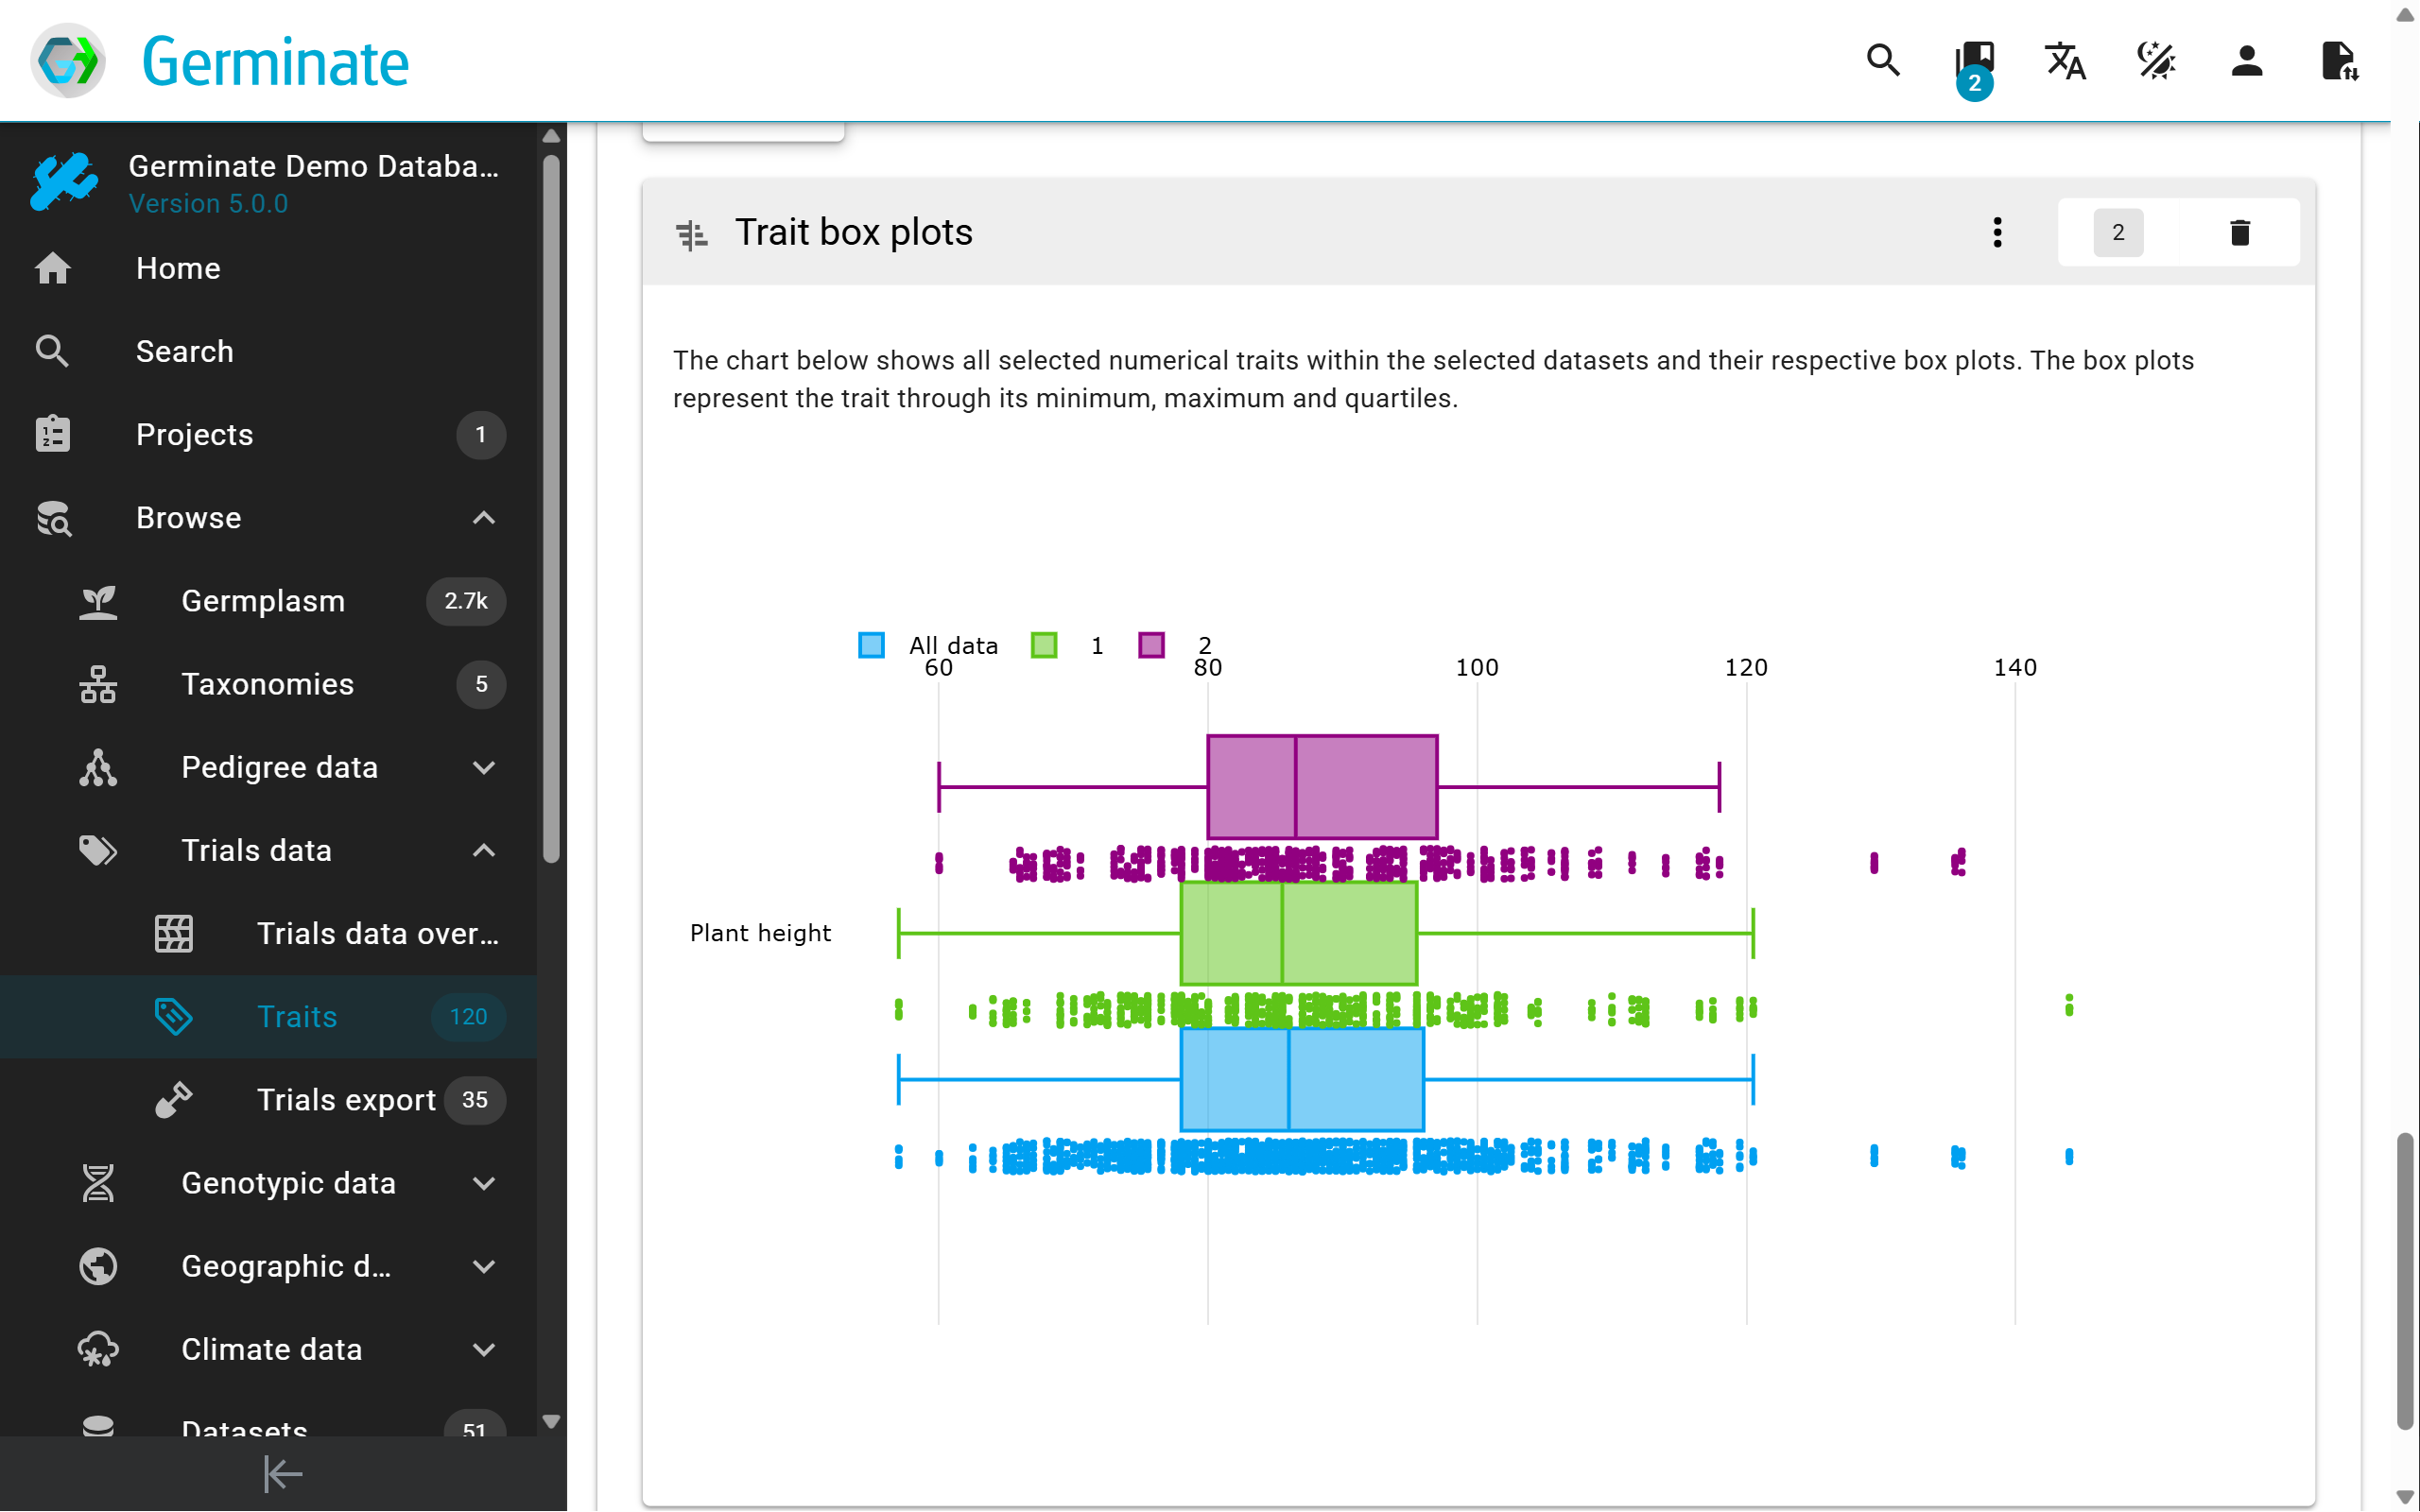 Germinate
2
Germinate Demo Databa...
Version 5.0.0
Home
Search
Projects 1
Browse
Germplasm 2.7k
Taxonomies 5
Pedigree data
Trials data
Trials data over...
Traits 120
Trials export 35
Genotypic data
Geographic d...
Climate data
Datasets 51
Trait box plots
2
The chart below shows all selected numerical traits within the selected datasets and their respective box plots. The box plots
represent the trait through its minimum, maximum and quartiles.
All data 1 2
60 80 100 120 140
Plant height